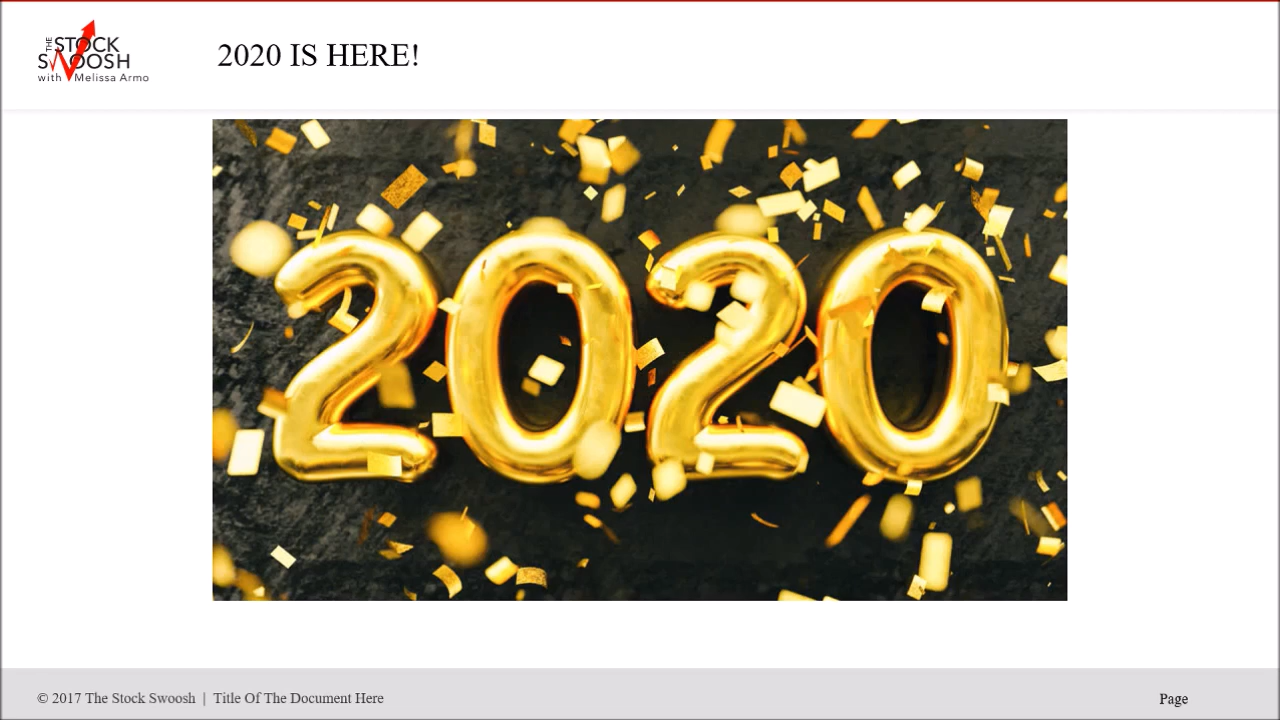 THE STOCK
SWOOSH
with Melissa Armo
2020 IS HERE!
2020
© 2017 The Stock Swoosh | Title Of The Document Here
Page